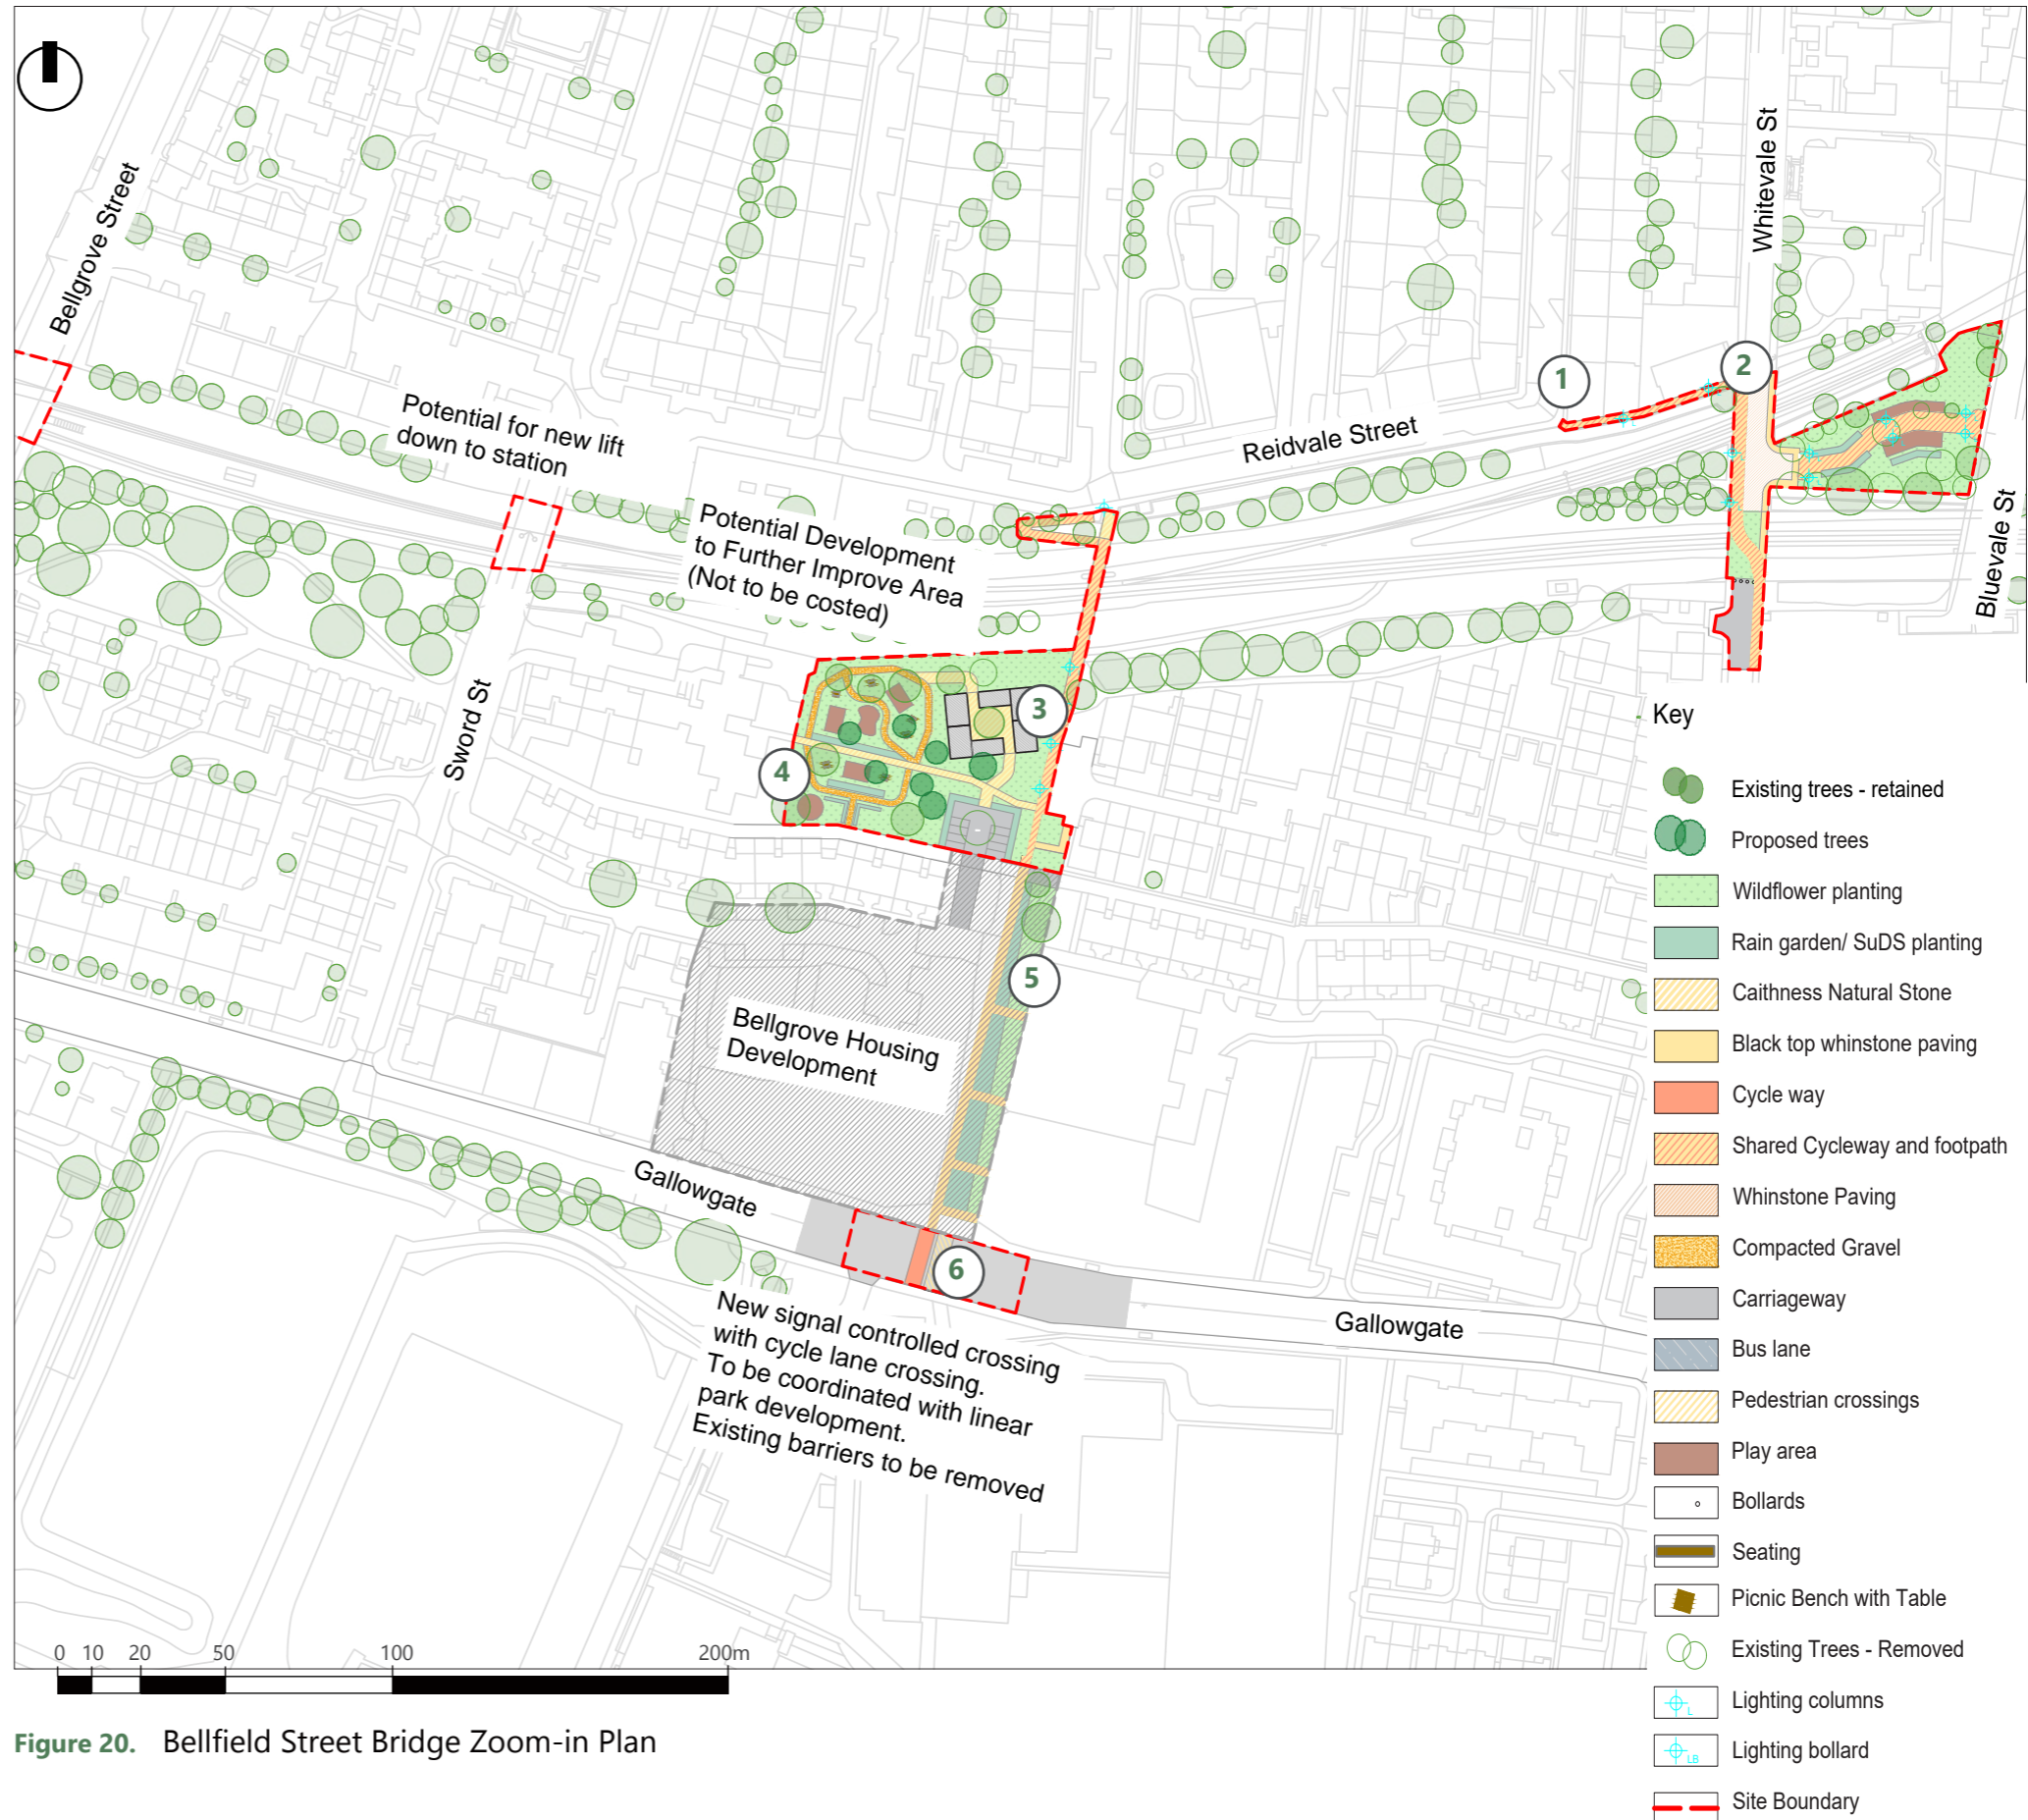 Bellgrove Street
Whitevale St
Potential for new lift
down to station
Reidvale Street
1
2
Potential Development
to Further Improve Area
(Not to be costed)
Bluevale St
Sword St
3
4
5
Bellgrove Housing
Development
Gallowgate
6
Gallowgate
New signal controlled crossing
with cycle lane crossing.
To be coordinated with linear
park development.
Existing barriers to be removed
Key
Existing trees - retained
Proposed trees
Wildflower planting
Rain garden/ SuDS planting
Caithness Natural Stone
Black top whinstone paving
Cycle way
Shared Cycleway and footpath
Whinstone Paving
Compacted Gravel
Carriageway
Bus lane
Pedestrian crossings
Play area
Bollards
Seating
Picnic Bench with Table
Existing Trees - Removed
L
Lighting columns
LB
Lighting bollard
Site Boundary
0 10 20 50 100 200m
Figure 20. Bellfield Street Bridge Zoom-in Plan